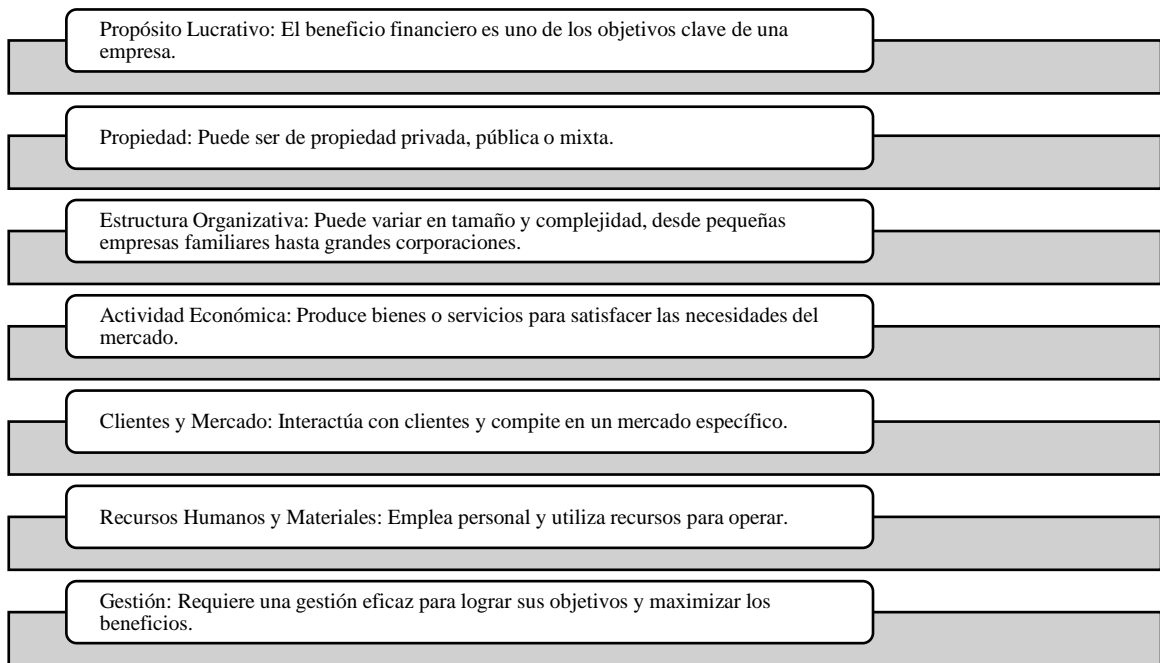 Propósito Lucrativo: El beneficio financiero es uno de los objetivos clave de una
empresa.
Propiedad: Puede ser de propiedad privada, pública o mixta.
Estructura Organizativa: Puede variar en tamaño y complejidad, desde pequeñas
empresas familiares hasta grandes corporaciones.
Actividad Económica: Produce bienes o servicios para satisfacer las necesidades del
mercado.
Clientes y Mercado: Interactúa con clientes y compite en un mercado específico.
Recursos Humanos y Materiales: Emplea personal y utiliza recursos para operar.
Gestión: Requiere una gestión eficaz para lograr sus objetivos y maximizar los
beneficios.